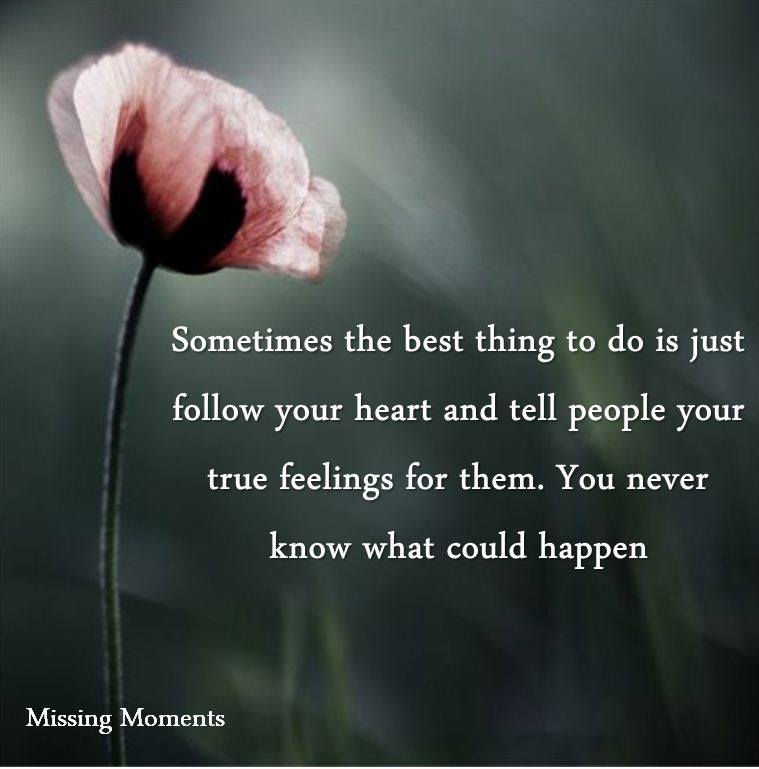 Sometimes the best thing to do is just
follow your heart and tell people your
true feelings for them. You never
know what could happen
Missing Moments